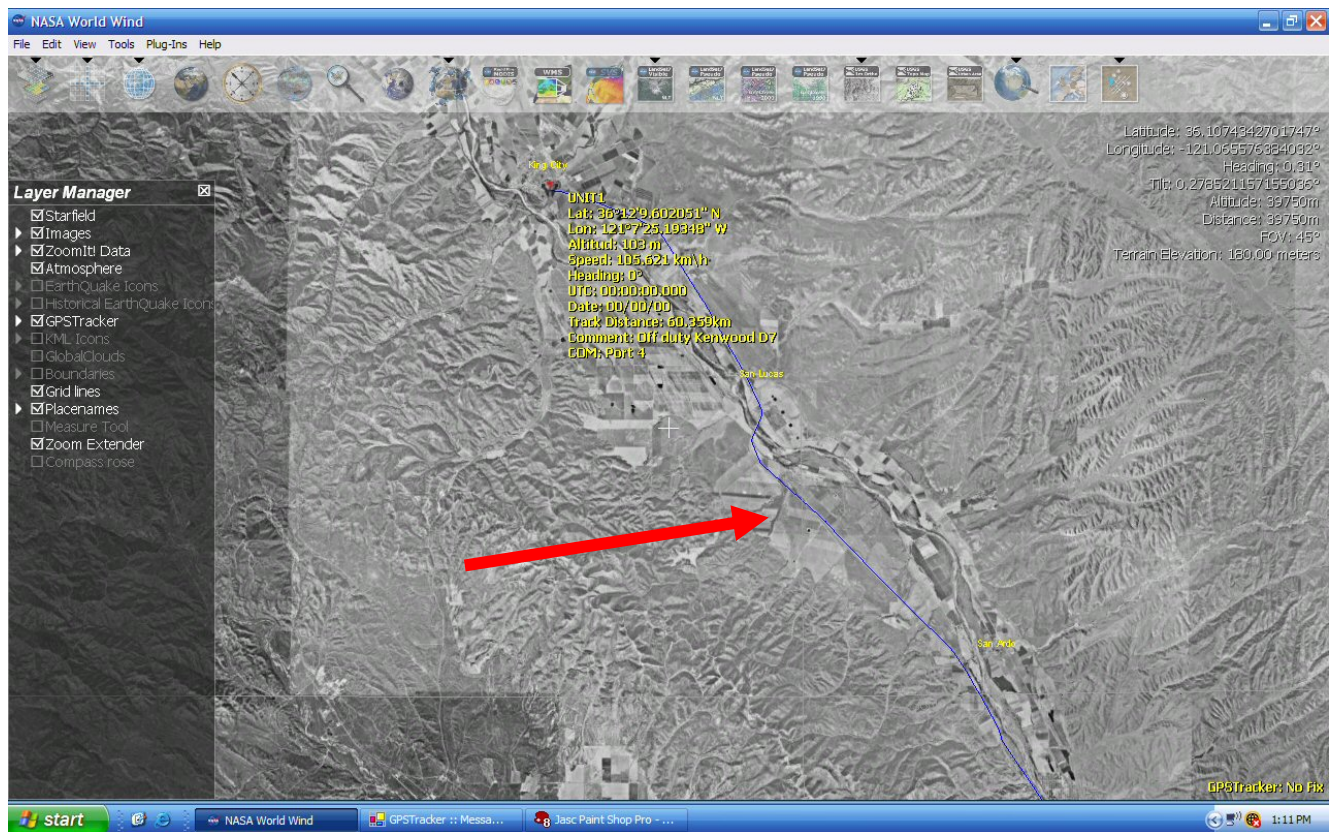 NASA World Wind
File Edit View Tools Plug-Ins Help
WMS
Latitude: 36.1074342701747°
Longitude: -121.065576384032°
Heading: 0.31°
Tilt: 0.278521157155036°
Altitude: 39750m
Distance: 39750m
FOV: 45°
Terrain Elevation: 180.00 meters
King City
Layer Manager
Starfield
Images
ZoomIt! Data
Atmosphere
EarthQuake Icons
Historical EarthQuake Icon
GPSTracker
KML Icons
GlobalClouds
Boundaries
Grid lines
Placenames
Measure Tool
Zoom Extender
Compass rose
UNIT1
Lat: 36°12'9.602051" N
Lon: 121°7'25.19348" W
Altitud: 103 m
Speed: 105.621 km\h
Heading: 0°
UTC: 00:00:00.000
Date: 00/00/00
Track Distance: 60.359km
Comment: Off duty Kenwood D7
COM: Port 4
San Lucas
San Ardo
GPSTracker: No Fix
start
NASA World Wind
GPSTracker :: Messa...
Jasc Paint Shop Pro - ...
1:11 PM